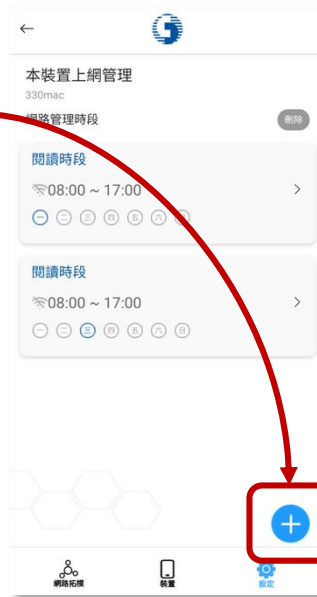 本裝置上網管理
330mac
網路管理時段
刪除
閱讀時段
08:00 ~ 17:00
一 二 三 四 五 六 日
閱讀時段
08:00 ~ 17:00
一 二 三 四 五 六 日
網路拓樸 裝置 設定